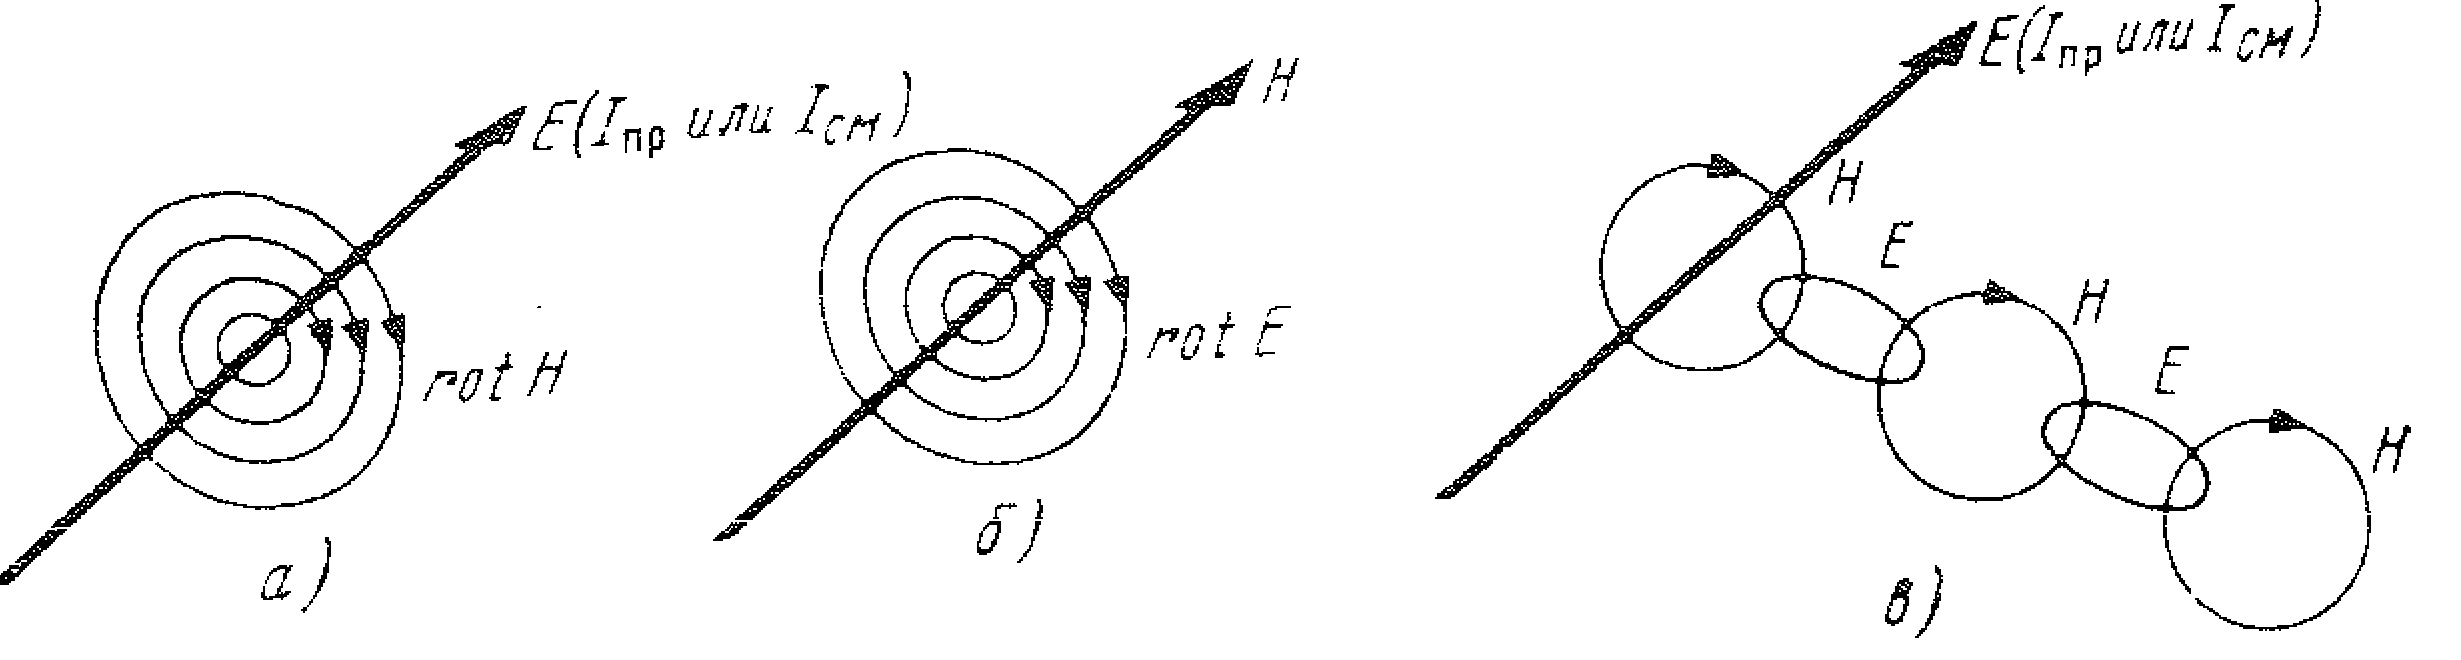 E(Iпр или Iсм)
rot H
а)
H
rot E
б)
E(Iпр или Iсм)
H
E
H
E
H
в)